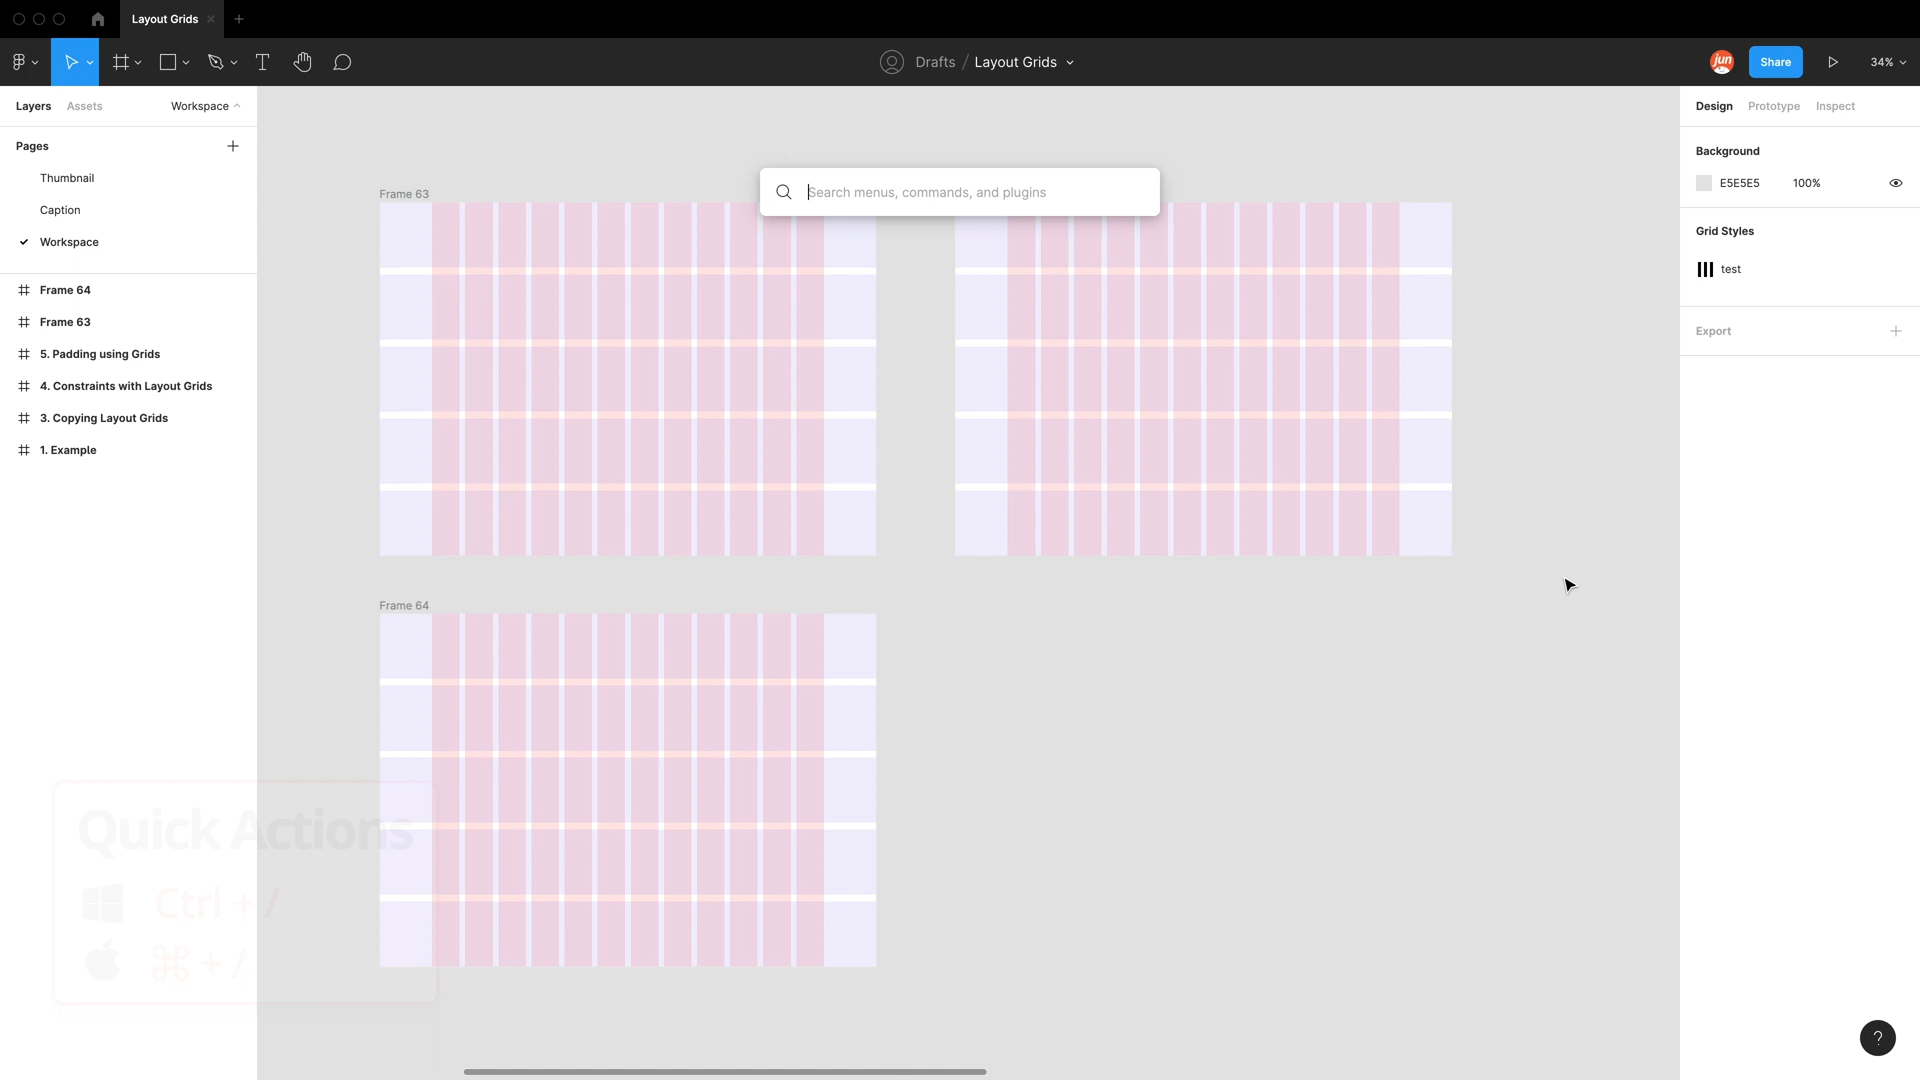 Layout Grids
Drafts / Layout Grids
jun
Share
34%
Layers
Assets
Workspace
Pages
Thumbnail
Caption
Workspace
Frame 64
Frame 63
5. Padding using Grids
4. Constraints with Layout Grids
3. Copying Layout Grids
1. Example
Search menus, commands, and plugins
Frame 63
Frame 64
Quick Actions
Ctrl + /
⌘ + /
Design
Prototype
Inspect
Background
E5E5E5
100%
Grid Styles
test
Export
?